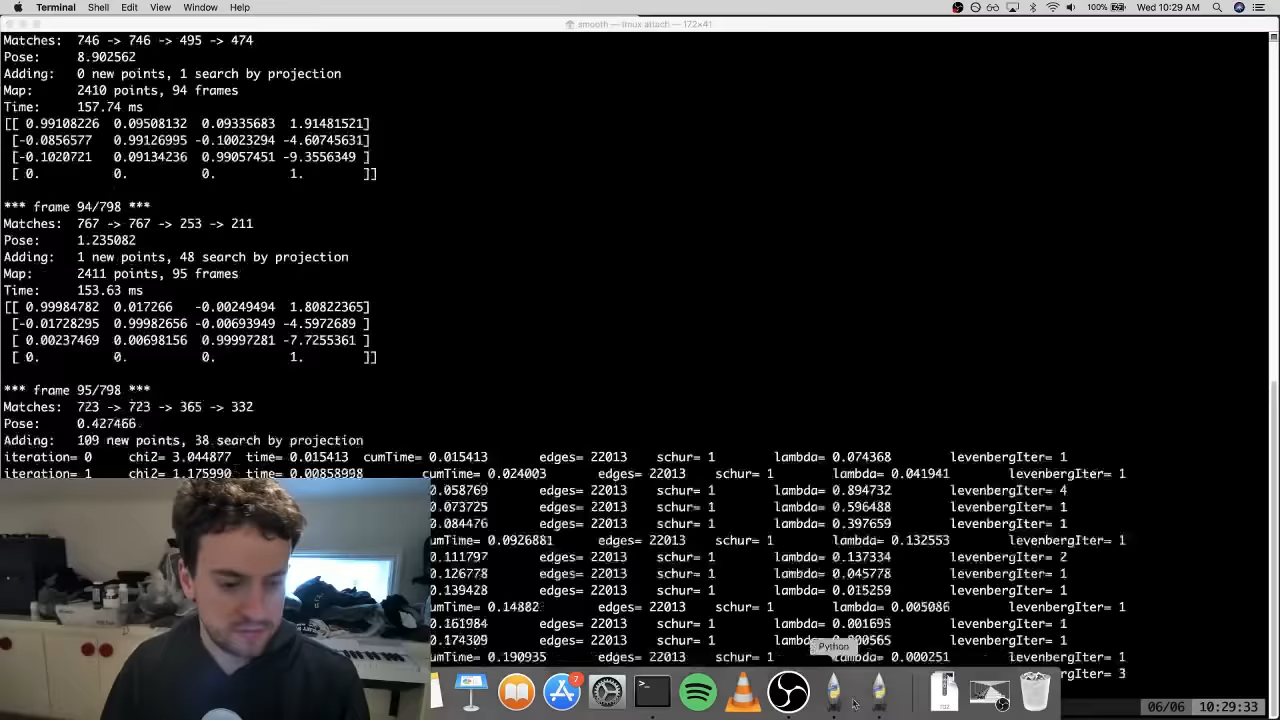 Terminal Shell Edit View Window Help 100% Wed 10:29 AM
smooth — tmux attach — 172×41
Matches: 746 -> 746 -> 495 -> 474
Pose: 8.902562
Adding: 0 new points, 1 search by projection
Map: 2410 points, 94 frames
Time: 157.74 ms
[[ 0.99108226 0.09508132 0.09335683 1.91481521]
[-0.0856577 0.99126995 -0.10023294 -4.60745631]
[-0.1020721 0.09134236 0.99057451 -9.3556349 ]
[ 0. 0. 0. 1. ]]
*** frame 94/798 ***
Matches: 767 -> 767 -> 253 -> 211
Pose: 1.235082
Adding: 1 new points, 48 search by projection
Map: 2411 points, 95 frames
Time: 153.63 ms
[[ 0.99984782 0.017266 -0.00249494 1.80822365]
[-0.01728295 0.99982656 -0.00693949 -4.5972689 ]
[ 0.00237469 0.00698156 0.99997281 -7.7255361 ]
[ 0. 0. 0. 1. ]]
*** frame 95/798 ***
Matches: 723 -> 723 -> 365 -> 332
Pose: 0.427466
Adding: 109 new points, 38 search by projection
iteration= 0 chi2= 3.044877 time= 0.015413 cumTime= 0.015413 edges= 22013 schur= 1 lambda= 0.074368 levenbergIter= 1
iteration= 1 chi2= 1.175990 time= 0.00858998 cumTime= 0.024003 edges= 22013 schur= 1 lambda= 0.041941 levenbergIter= 1
0.058769 edges= 22013 schur= 1 lambda= 0.894732 levenbergIter= 4
0.073725 edges= 22013 schur= 1 lambda= 0.596488 levenbergIter= 1
0.084476 edges= 22013 schur= 1 lambda= 0.397659 levenbergIter= 1
cumTime= 0.0926881 edges= 22013 schur= 1 lambda= 0.132553 levenbergIter= 1
0.111797 edges= 22013 schur= 1 lambda= 0.137334 levenbergIter= 2
0.126778 edges= 22013 schur= 1 lambda= 0.045778 levenbergIter= 1
0.139428 edges= 22013 schur= 1 lambda= 0.015259 levenbergIter= 1
umTime= 0.14382 edges= 22013 schur= 1 lambda= 0.005086 levenbergIter= 1
0.161984 edges= 22013 schur= 1 lambda= 0.001695 levenbergIter= 1
0.174309 edges= 22013 schur= 1 lambda= 0.000565 levenbergIter= 1
Python
umTime= 0.190935 edges= 22013 schur= 1 lambda= 0.000251 levenbergIter= 1
levenbergIter= 3
7
06/06 10:29:33